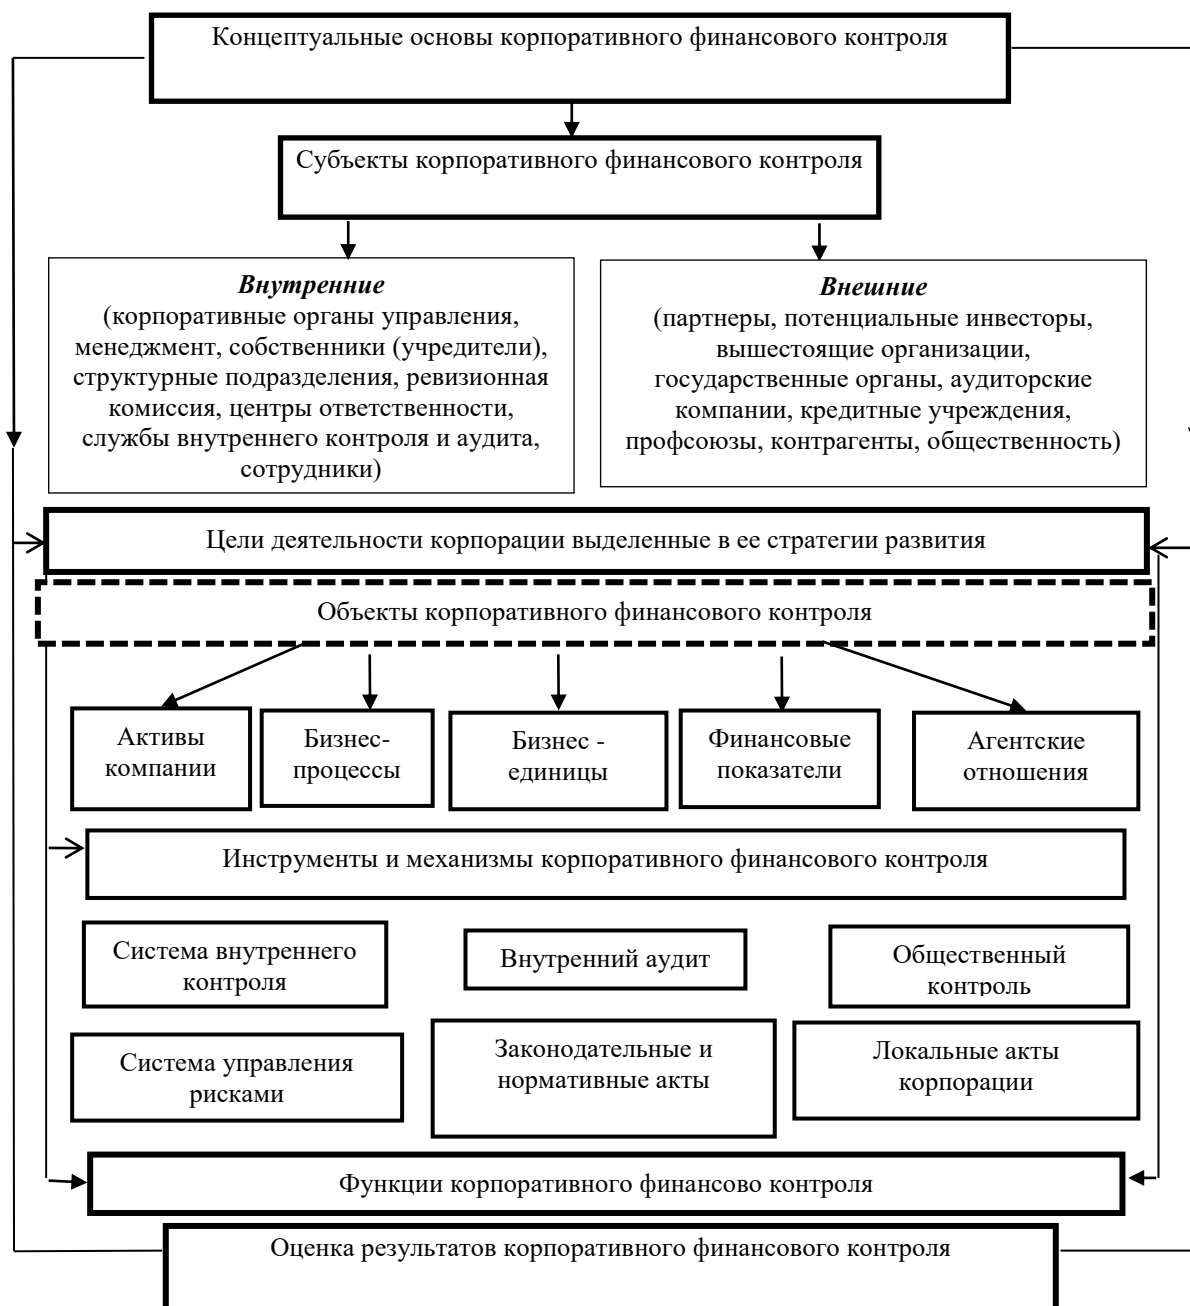 Концептуальные основы корпоративного финансового контроля
Субъекты корпоративного финансового контроля
Внутренние
(корпоративные органы управления,
менеджмент, собственники (учредители),
структурные подразделения, ревизионная
комиссия, центры ответственности,
службы внутреннего контроля и аудита,
сотрудники)
Внешние
(партнеры, потенциальные инвесторы,
вышестоящие организации,
государственные органы, аудиторские
компании, кредитные учреждения,
профсоюзы, контрагенты, общественность)
Цели деятельности корпорации выделенные в ее стратегии развития
Объекты корпоративного финансового контроля
Активы
компании
Бизнес-
процессы
Бизнес -
единицы
Финансовые
показатели
Агентские
отношения
Инструменты и механизмы корпоративного финансового контроля
Система внутреннего
контроля
Внутренний аудит
Общественный
контроль
Система управления
рисками
Законодательные и
нормативные акты
Локальные акты
корпорации
Функции корпоративного финансово контроля
Оценка результатов корпоративного финансового контроля